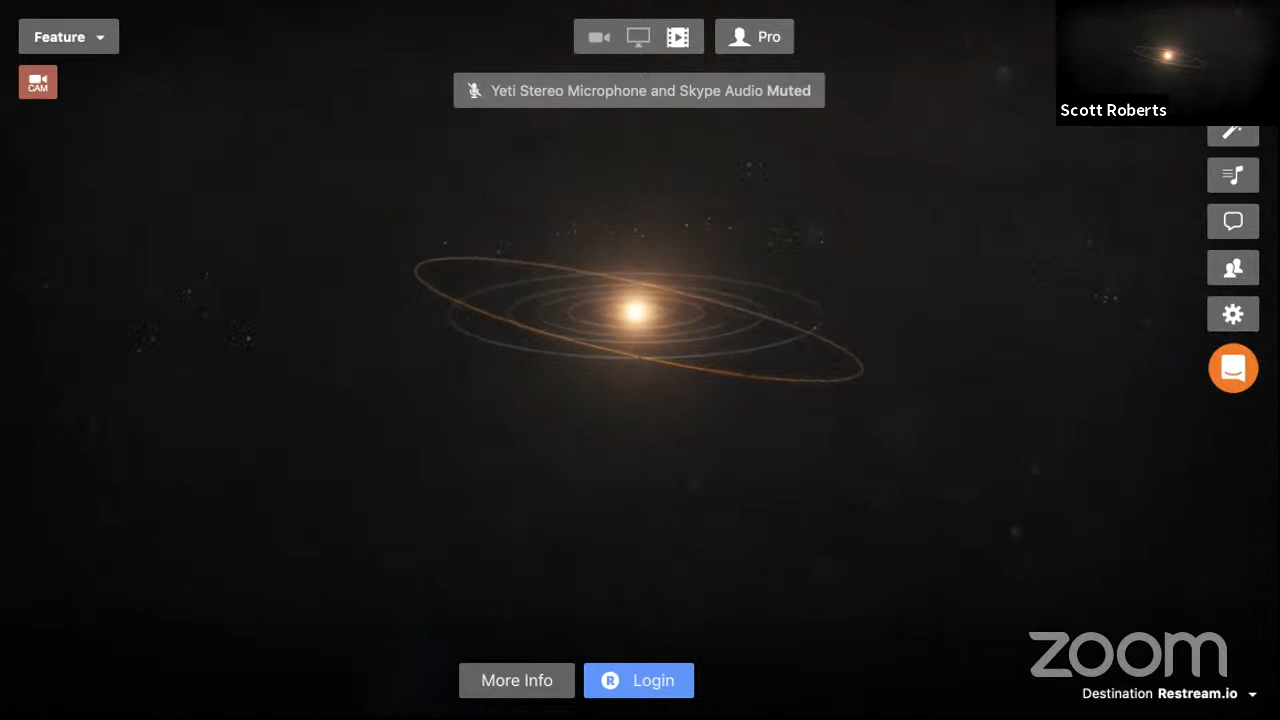 Feature
Pro
CAM
Yeti Stereo Microphone and Skype Audio Muted
Scott Roberts
More Info
R Login
zoom
Destination Restream.io